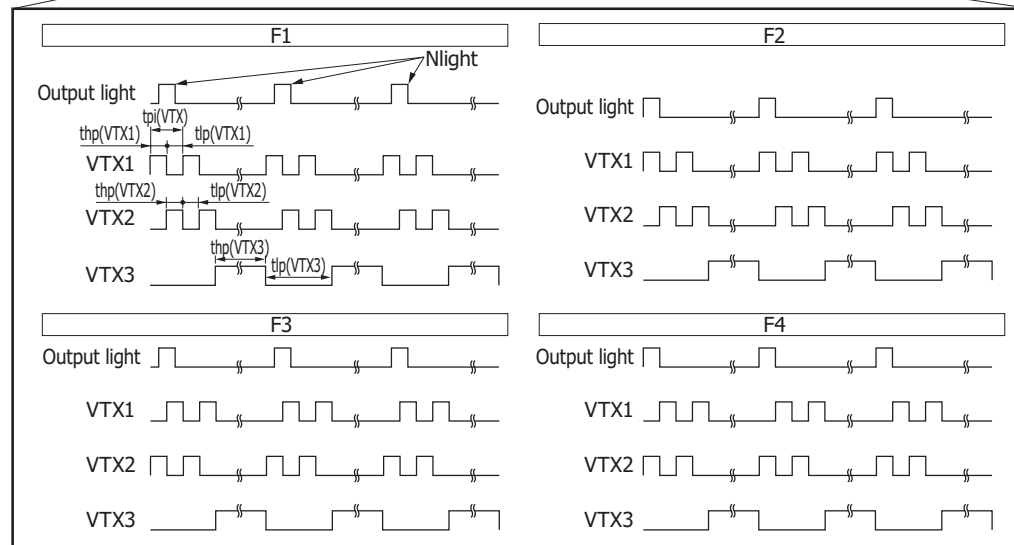 F1
Nlight
Output light
tpi(VTX)
thp(VTX1)
tlp(VTX1)
VTX1
thp(VTX2)
tlp(VTX2)
VTX2
thp(VTX3)
tlp(VTX3)
VTX3
F2
Output light
VTX1
VTX2
VTX3
F3
Output light
VTX1
VTX2
VTX3
F4
Output light
VTX1
VTX2
VTX3